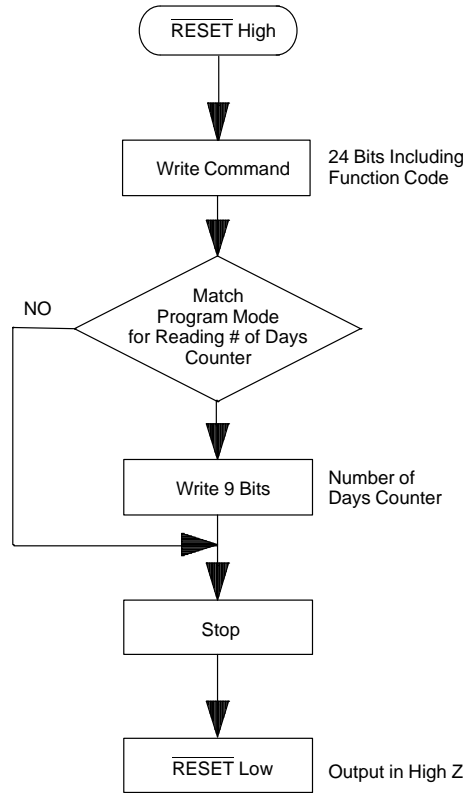 RESET High
Write Command
24 Bits Including
Function Code
NO
Match
Program Mode
for Reading # of Days
Counter
Write 9 Bits
Number of
Days Counter
Stop
RESET Low
Output in High Z